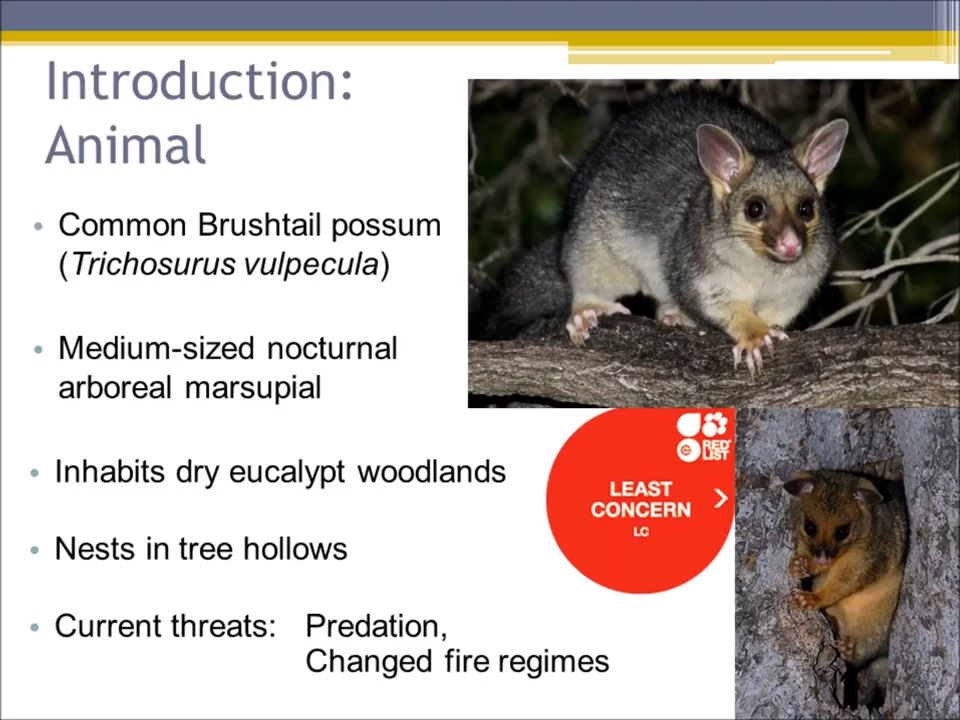 Introduction:
Animal
• Common Brushtail possum
(Trichosurus vulpecula)
• Medium-sized nocturnal
arboreal marsupial
RED
LIST
• Inhabits dry eucalypt woodlands
LEAST
CONCERN
LC
• Nests in tree hollows
• Current threats: Predation,
Changed fire regimes